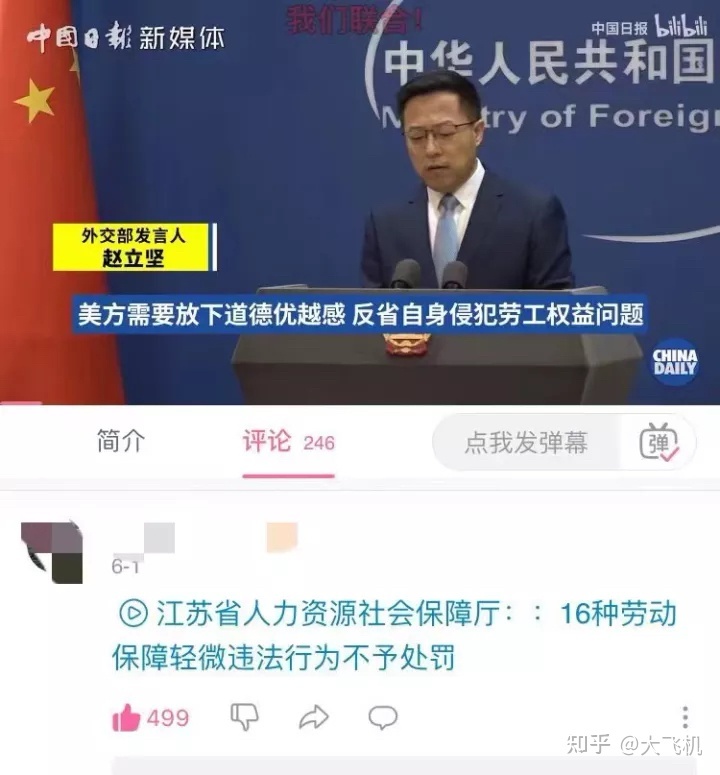 我们联合！
中国日報新媒体
中国日报 bilibili
中华人民共和国
Ministry of Foreig
外交部发言人
赵立坚
美方需要放下道德优越感 反省自身侵犯劳工权益问题
CHINA
DAILY
简介
评论 246
点我发弹幕
弹
6-1
江苏省人力资源社会保障厅：：16种劳动
保障轻微违法行为不予处罚
499
知乎 @大飞机